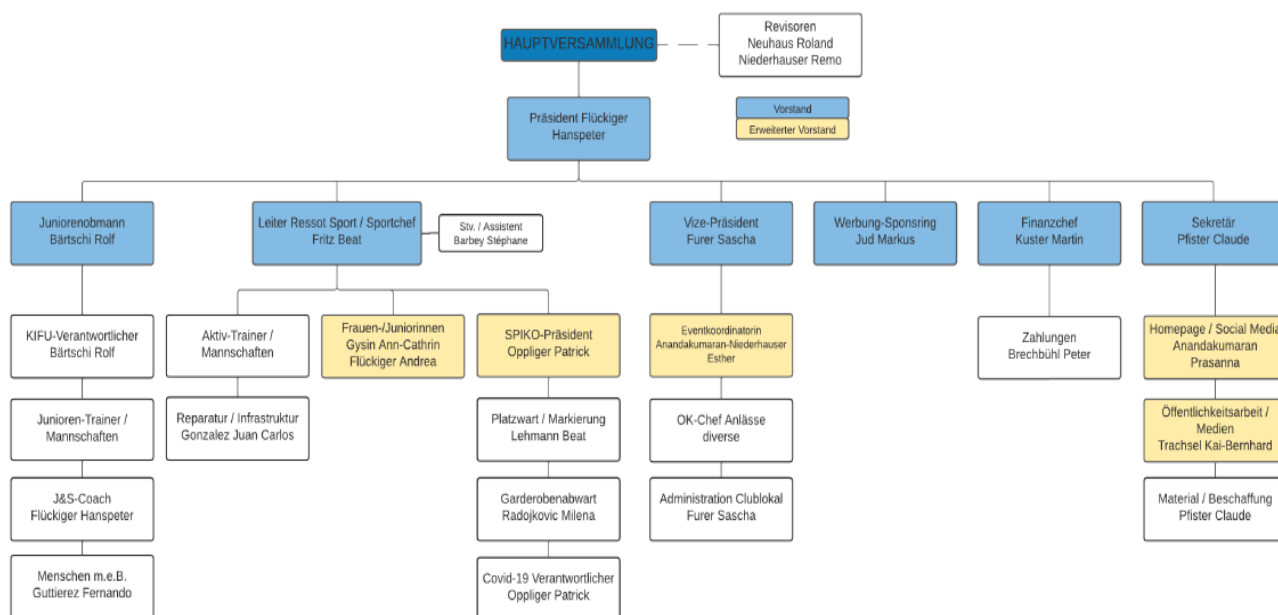 HAUPTVERSAMMLUNG
Revisoren
Neuhaus Roland
Niederhauser Remo
Präsident Flückiger
Hanspeter
Vorstand
Erweiterter Vorstand
Juniorenobmann
Bärtschi Rolf
Leiter Ressot Sport / Sportchef
Fritz Beat
Stv. / Assistent
Barbey Stéphane
Vize-Präsident
Furer Sascha
Werbung-Sponsring
Jud Markus
Finanzchef
Kuster Martin
Sekretär
Pfister Claude
KIFU-Verantwortlicher
Bärtschi Rolf
Aktiv-Trainer /
Mannschaften
Frauen-/Juniorinnen
Gysin Ann-Cathrin
Flückiger Andrea
SPIKO-Präsident
Oppliger Patrick
Eventkoordinatorin
Anandakumaran-Niederhauser
Esther
Zahlungen
Brechbühl Peter
Homepage / Social Media
Anandakumaran
Prasanna
Junioren-Trainer /
Mannschaften
Reparatur / Infrastruktur
Gonzalez Juan Carlos
Platzwart / Markierung
Lehmann Beat
OK-Chef Anlässe
diverse
Öffentlichkeitsarbeit /
Medien
Trachsel Kai-Bernhard
J&S-Coach
Flückiger Hanspeter
Garderobenabwart
Radojkovic Milena
Administration Clublokal
Furer Sascha
Material / Beschaffung
Pfister Claude
Menschen m.e.B.
Guttierez Fernando
Covid-19 Verantwortlicher
Oppliger Patrick